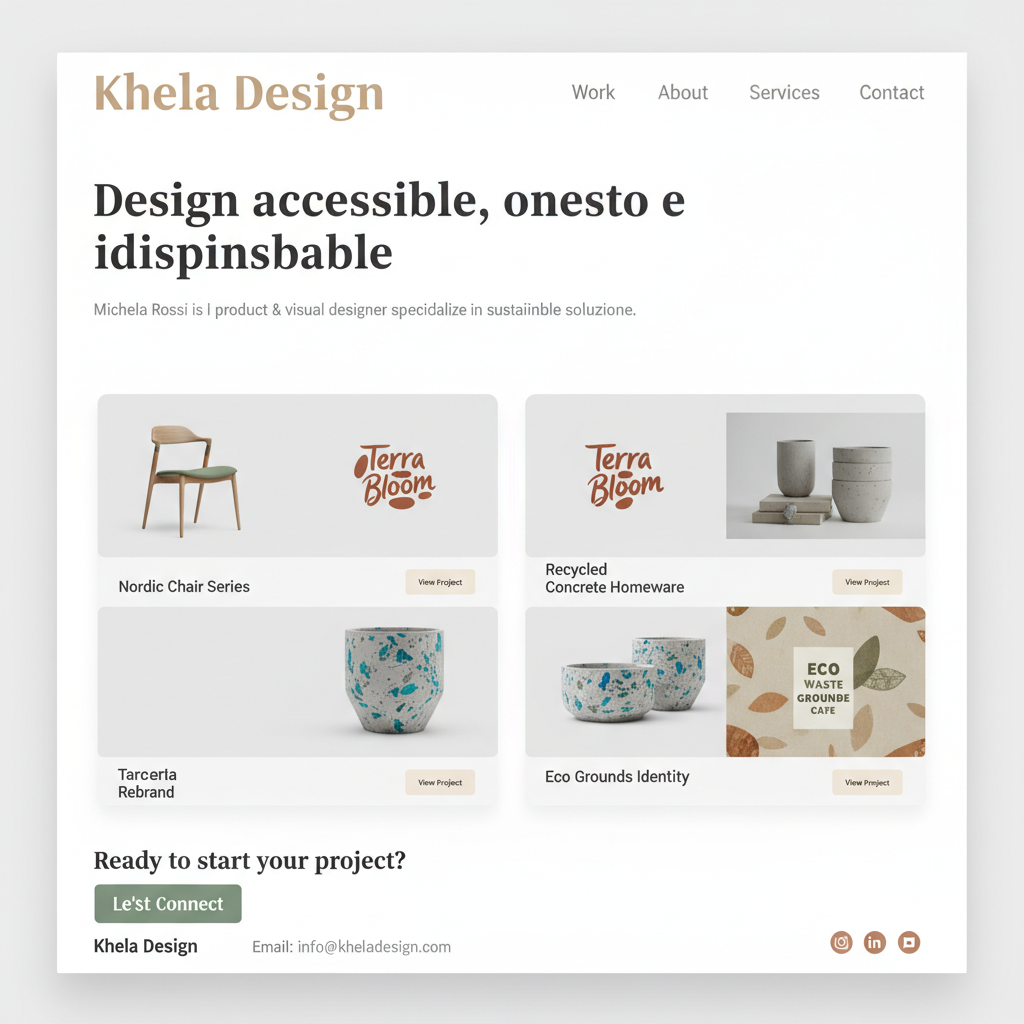 Khela Design
Work About Services Contact
Design accessible, onesto e
idispinsbable
Michela Rossi is l product & visual designer specidalize in sustaiinble soluzione.
Terra
Bloom
Terra
Bloom
Nordic Chair Series
View Froject
Recycled
Concrete Homeware
View Project
ECO
WASTE
GROUNDE
CAFE
Tarcerla
Rebrand
View Project
Eco Grounds Identity
View Project
Ready to start your project?
Le'st Connect
Khela Design
Email: info@kheladesign.com
in